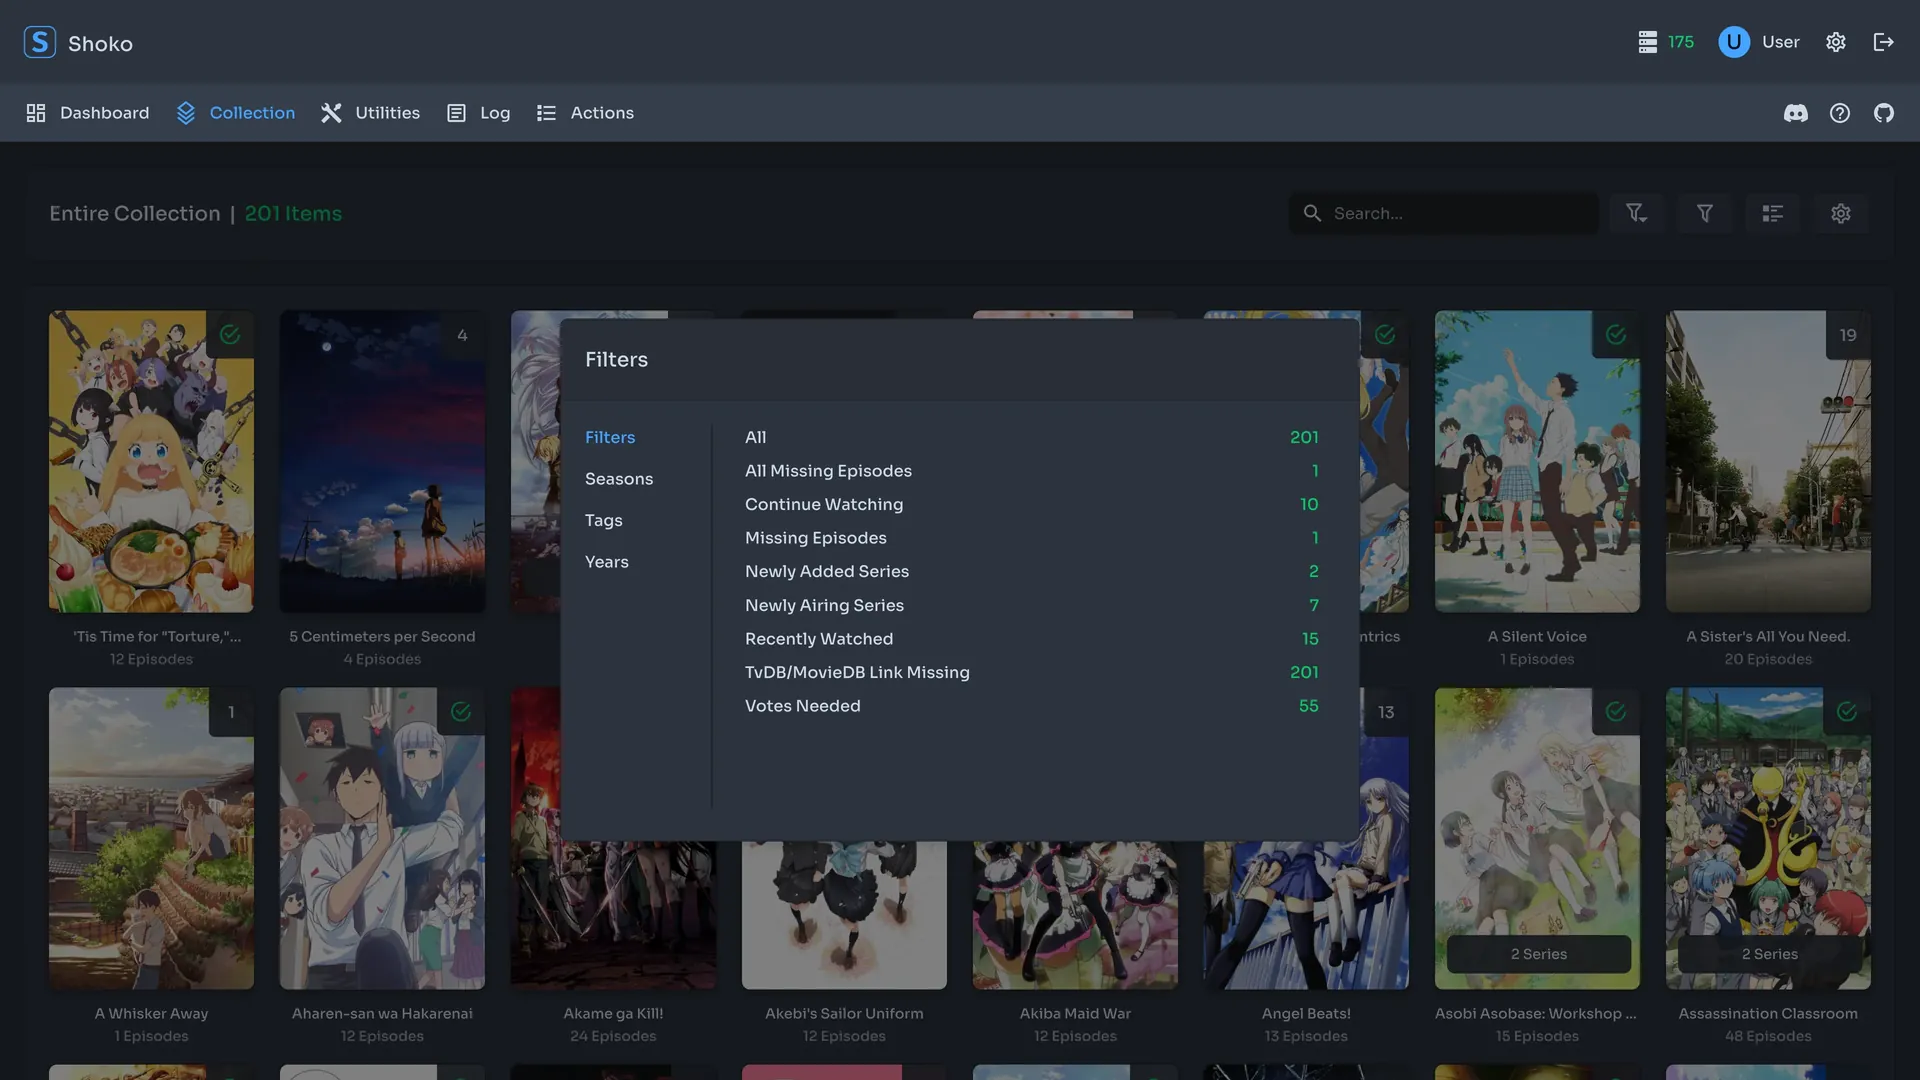 S Shoko
175
U User
Dashboard
Collection
Utilities
Log
Actions
Entire Collection | 201 Items
Search...
4
19
Filters
Filters
Seasons
Tags
Years
All 201
All Missing Episodes 1
Continue Watching 10
Missing Episodes 1
Newly Added Series 2
Newly Airing Series 7
Recently Watched 15
TvDB/MovieDB Link Missing 201
Votes Needed 55
'Tis Time for "Torture,"...
12 Episodes
5 Centimeters per Second
4 Episodes
ntrics
A Silent Voice
1 Episodes
A Sister's All You Need.
20 Episodes
1
13
2 Series
2 Series
A Whisker Away
1 Episodes
Aharen-san wa Hakarenai
12 Episodes
Akame ga Kill!
24 Episodes
Akebi's Sailor Uniform
12 Episodes
Akiba Maid War
12 Episodes
Angel Beats!
13 Episodes
Asobi Asobase: Workshop ...
15 Episodes
Assassination Classroom
48 Episodes